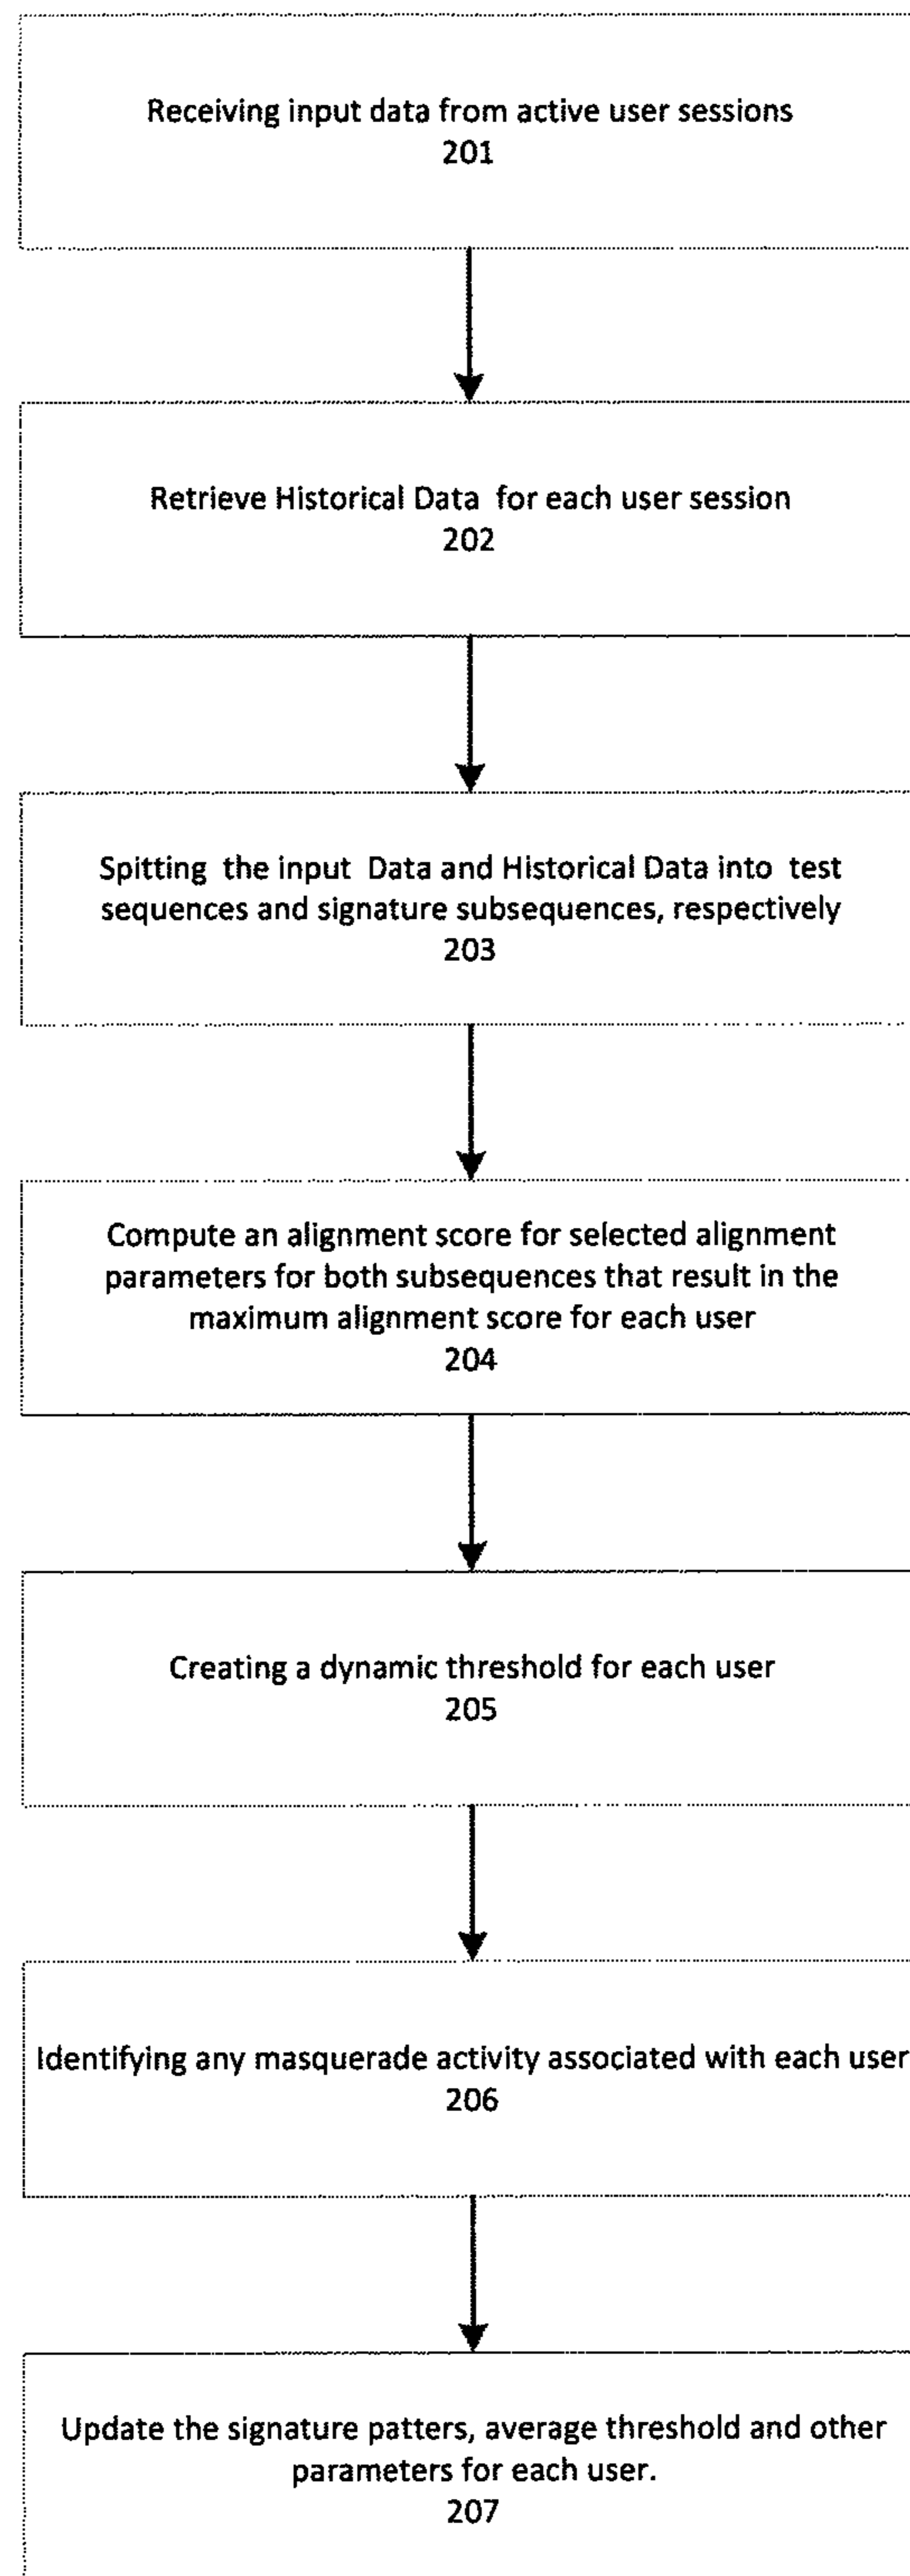 Receiving input data from active user sessions
201
Retrieve Historical Data for each user session
202
Spitting the input Data and Historical Data into test
sequences and signature subsequences, respectively
203
Compute an alignment score for selected alignment
parameters for both subsequences that result in the
maximum alignment score for each user
204
Creating a dynamic threshold for each user
205
Identifying any masquerade activity associated with each user
206
Update the signature patters, average threshold and other
parameters for each user.
207